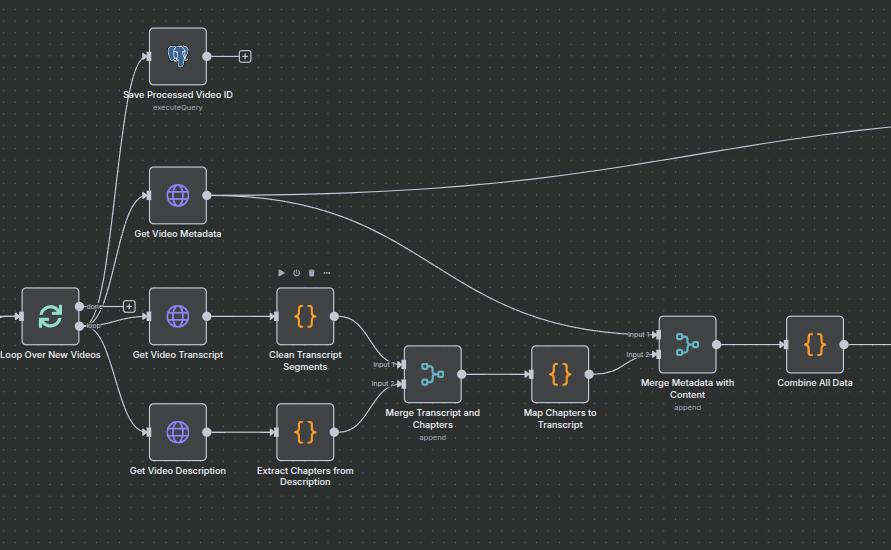 Save Processed Video ID
executeQuery
Get Video Metadata
done
loop
Loop Over New Videos
Get Video Transcript
Clean Transcript
Segments
Input 1
Input 2
Merge Transcript and
Chapters
append
Map Chapters to
Transcript
Input 1
Input 2
Merge Metadata with
Content
append
Combine All Data
Get Video Description
Extract Chapters from
Description